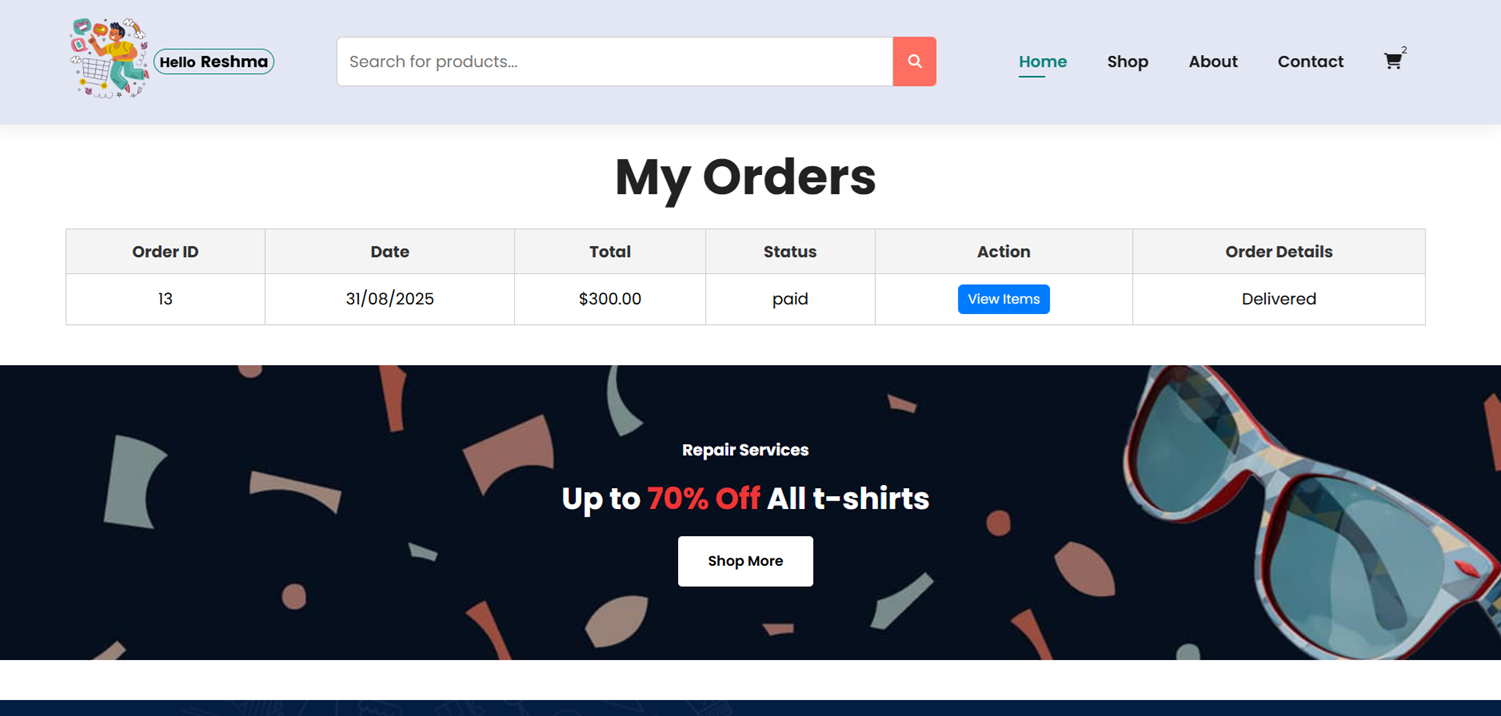 Hello Reshma
Search for products...
Home Shop About Contact 2
My Orders
Order ID Date Total Status Action Order Details
13 31/08/2025 $300.00 paid View Items Delivered
Repair Services
Up to 70% Off All t-shirts
Shop More